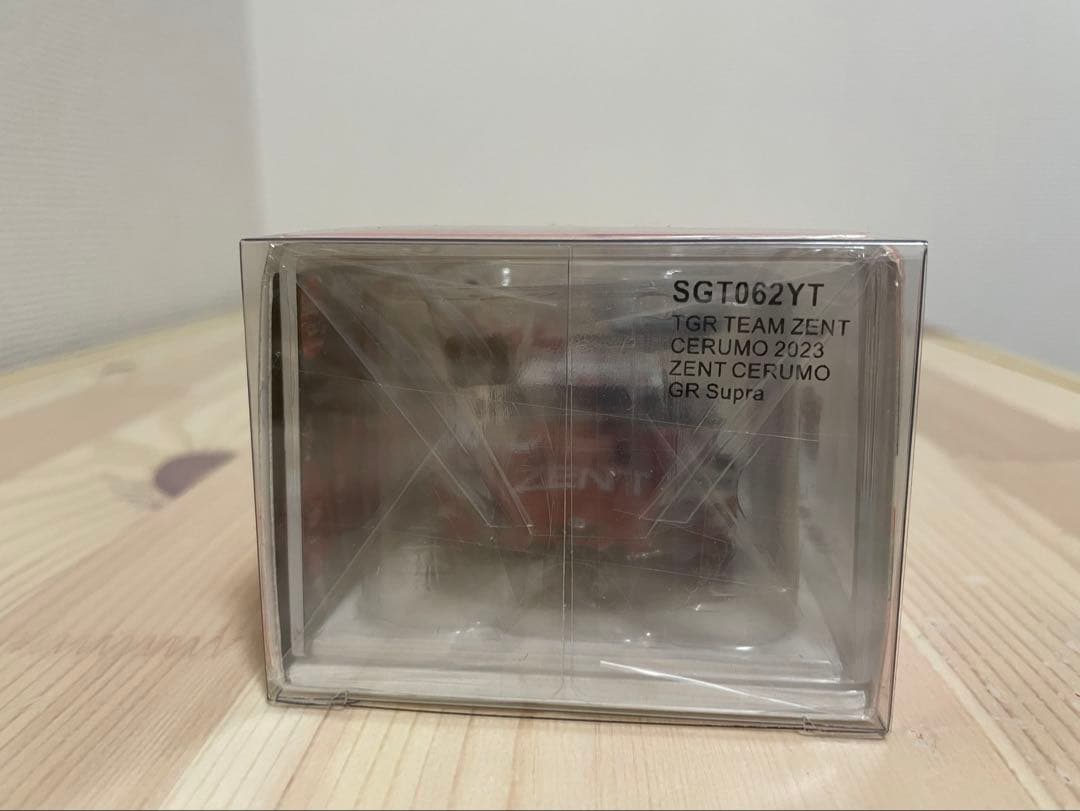 SGT062YT
TGR TEAM ZENT
CERUMO 2023
ZENT CERUMO
GR Supra
ZENT